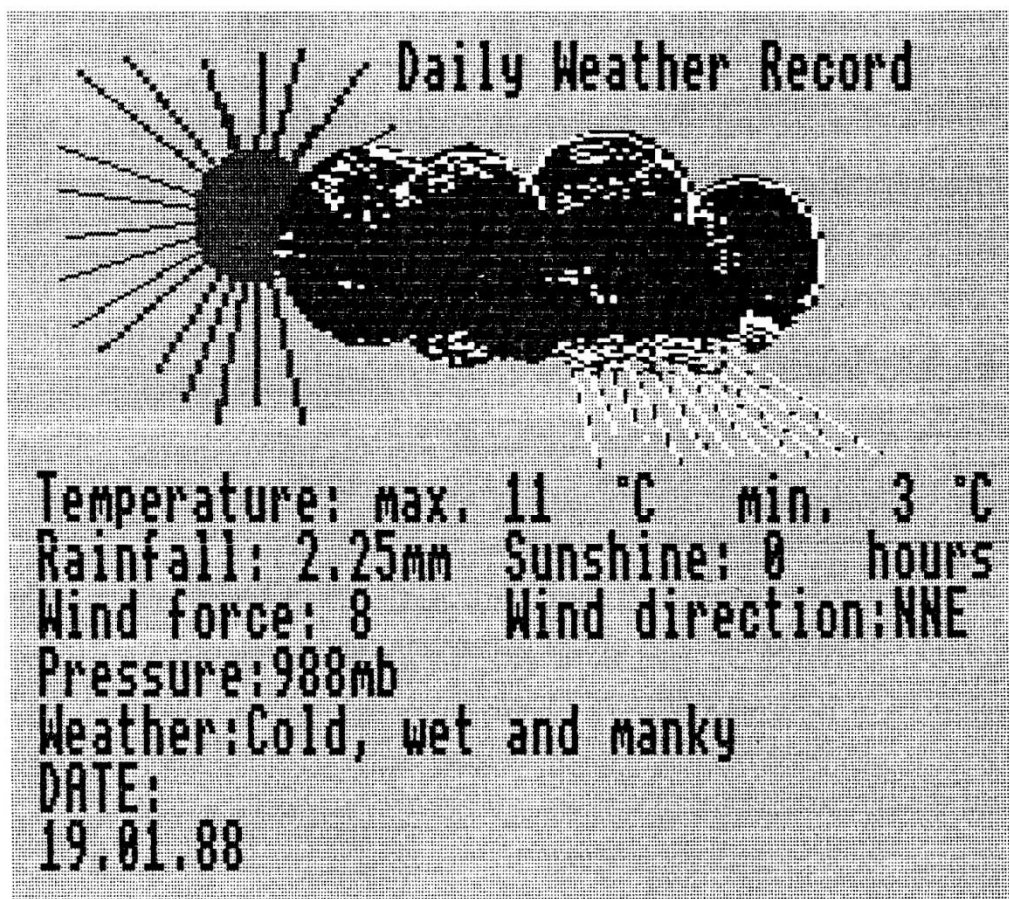 Daily Weather Record
Temperature: max. 11 °C min. 3 °C
Rainfall: 2.25mm Sunshine: 0 hours
Wind force: 8 Wind direction:NNE
Pressure:988mb
Weather:Cold, wet and manky
DATE:
19.01.88